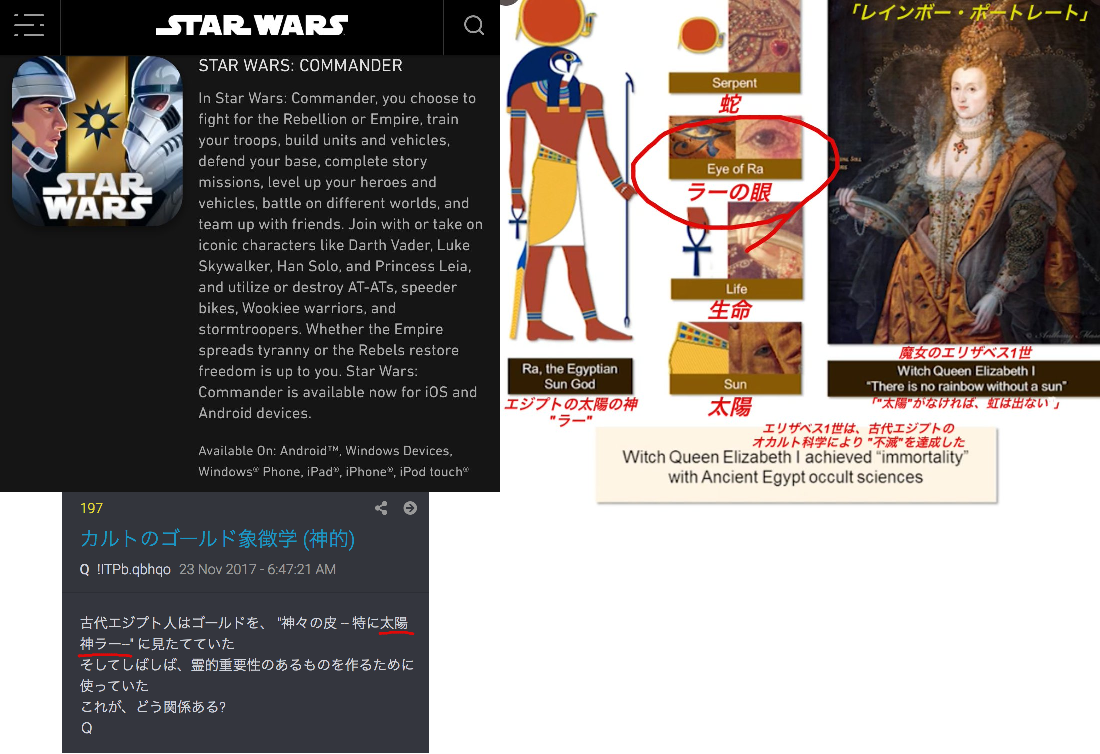 STAR WARS
STAR WARS: COMMANDER
In Star Wars: Commander, you choose to
fight for the Rebellion or Empire, train
your troops, build units and vehicles,
defend your base, complete story
missions, level up your heroes and
vehicles, battle on different worlds, and
team up with friends. Join with or take on
iconic characters like Darth Vader, Luke
Skywalker, Han Solo, and Princess Leia,
and utilize or destroy AT-ATs, speeder
bikes, Wookiee warriors, and
stormtroopers. Whether the Empire
spreads tyranny or the Rebels restore
freedom is up to you. Star Wars:
Commander is available now for iOS and
Android devices.
Available On: Android™, Windows Devices,
Windows® Phone, iPad®, iPhone®, iPod touch®
STAR
WARS
「レインボー・ポートレート」
Serpent
蛇
Eye of Ra
ラーの眼
Life
生命
Sun
太陽
Ra, the Egyptian
Sun God
エジプトの太陽の神
"ラー"
魔女のエリザベス1世
Witch Queen Elizabeth I
“There is no rainbow without a sun”
「"太陽"がなければ、虹は出ない」
エリザベス1世は、古代エジプトの
オカルト科学により "不滅"を達成した
Witch Queen Elizabeth I achieved “immortality”
with Ancient Egypt occult sciences
197
カルトのゴールド象徴学 (神的)
Q !ITPb.qbhqo 23 Nov 2017 - 6:47:21 AM
古代エジプト人はゴールドを、 "神々の皮 – 特に太陽
神ラー–" に見たてていた
そしてしばしば、霊的重要性のあるものを作るために
使っていた
これが、どう関係ある?
Q